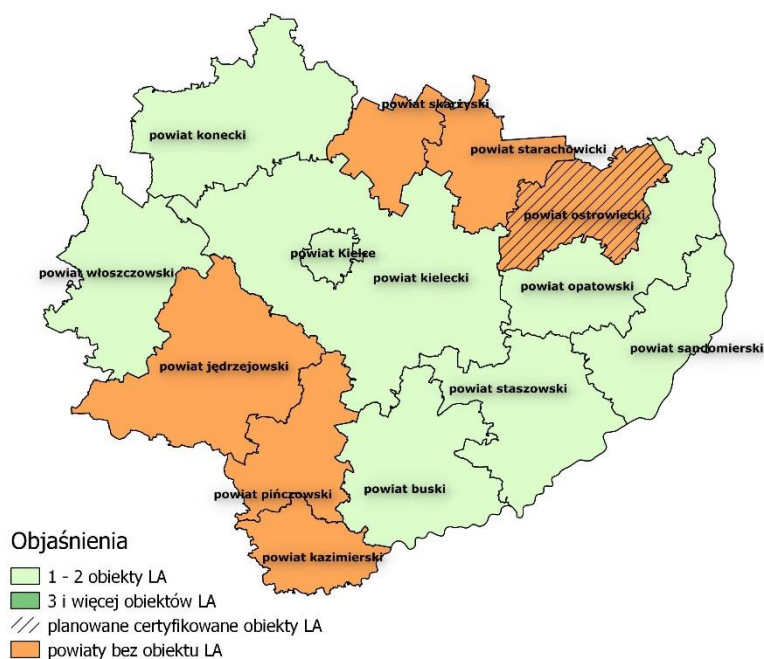 powiat skarżyski
powiat konecki
powiat starachowicki
powiat ostrowiecki
powiat Kielce
powiat włoszczowski
powiat kielecki
powiat opatowski
powiat sandomierski
powiat jędrzejowski
powiat staszowski
powiat pińczowski
powiat buski
powiat kazimierski
Objaśnienia
1 - 2 obiekty LA
3 i więcej obiektów LA
planowane certyfikowane obiekty LA
powiaty bez obiektu LA